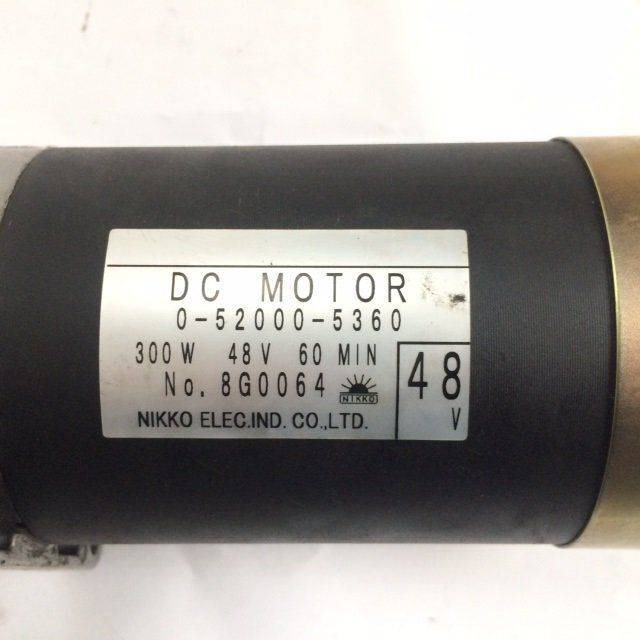 DC MOTOR
0-52000-5360
300W 48V 60 MIN
No. 8G0064 NIKKO
NIKKO ELEC.IND. CO.,LTD.
48
V